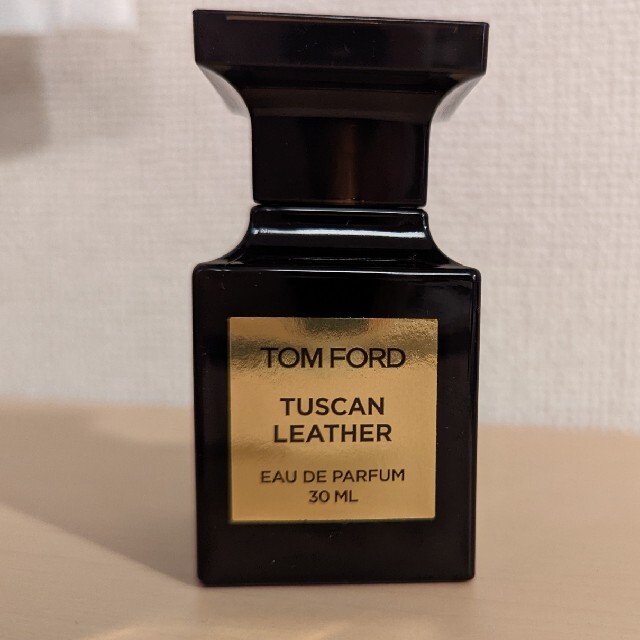 TOM FORD
TUSCAN
LEATHER
EAU DE PARFUM
30 ML